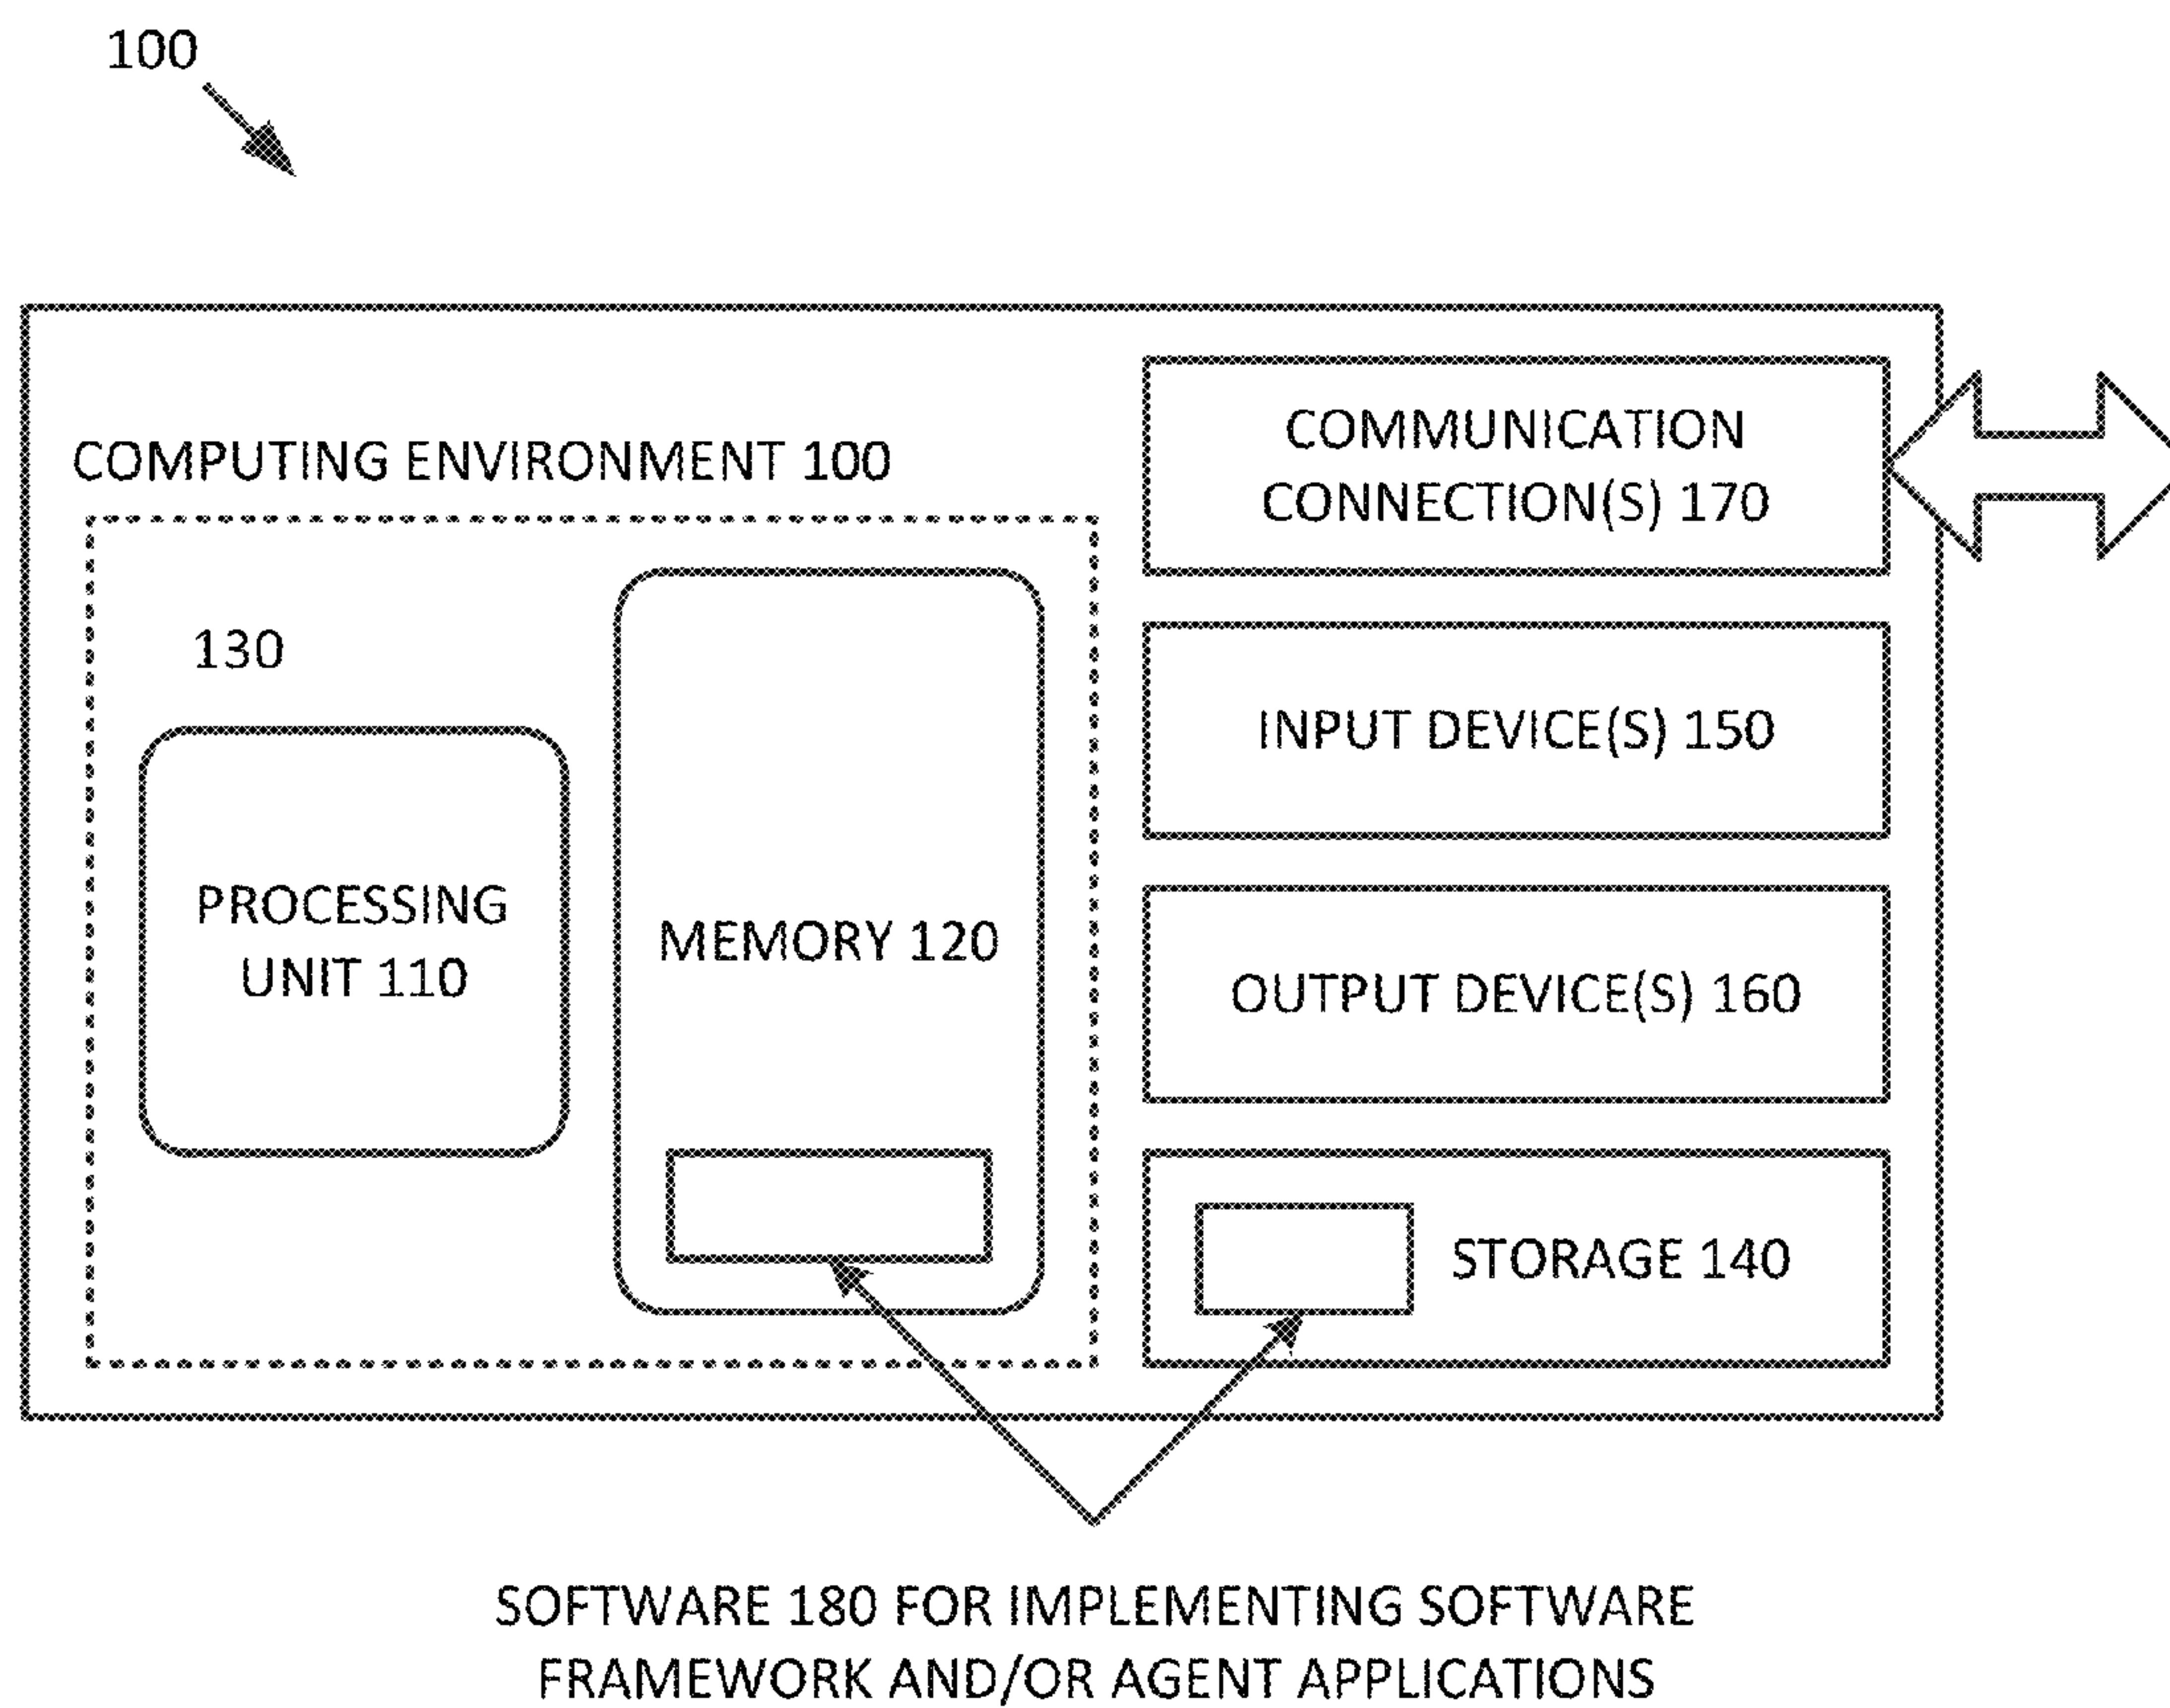 100
COMPUTING ENVIRONMENT 100
130
PROCESSING
UNIT 110
MEMORY 120
COMMUNICATION
CONNECTION(S) 170
INPUT DEVICE(S) 150
OUTPUT DEVICE(S) 160
STORAGE 140
SOFTWARE 180 FOR IMPLEMENTING SOFTWARE
FRAMEWORK AND/OR AGENT APPLICATIONS